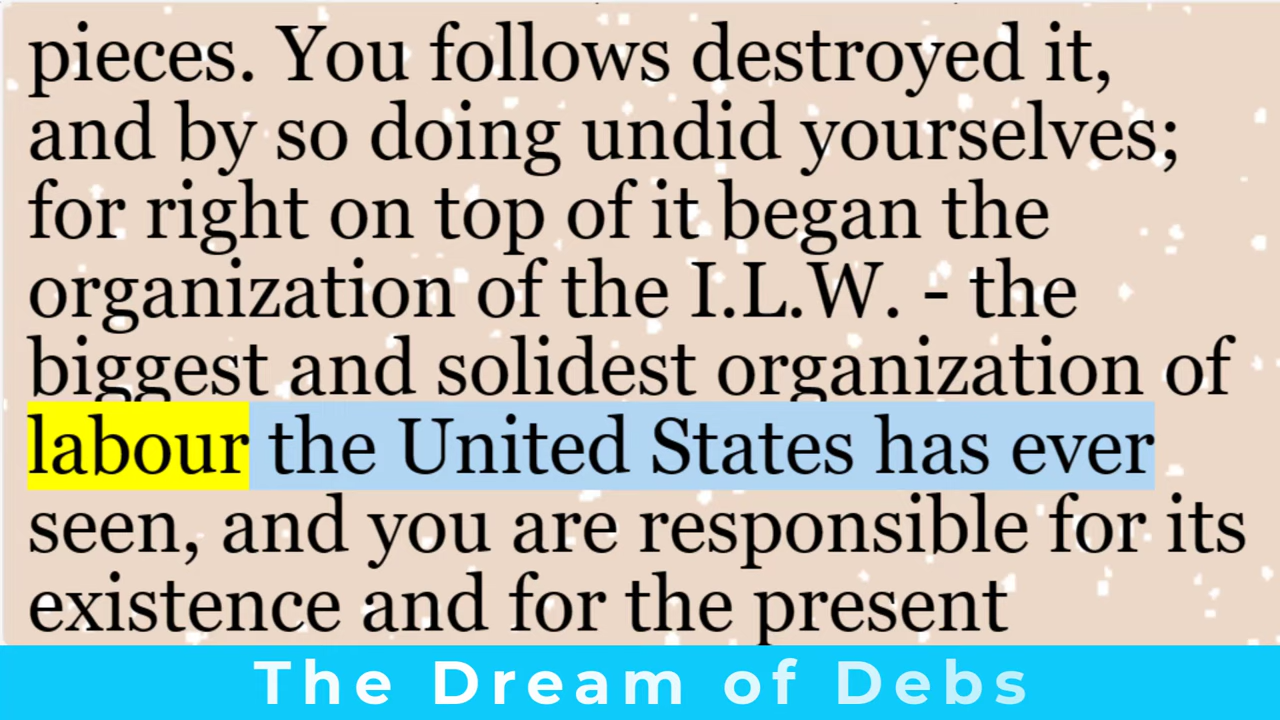 pieces. You follows destroyed it,
and by so doing undid yourselves;
for right on top of it began the
organization of the I.L.W. - the
biggest and solidest organization of
labour the United States has ever
seen, and you are responsible for its
existence and for the present
The Dream of Debs